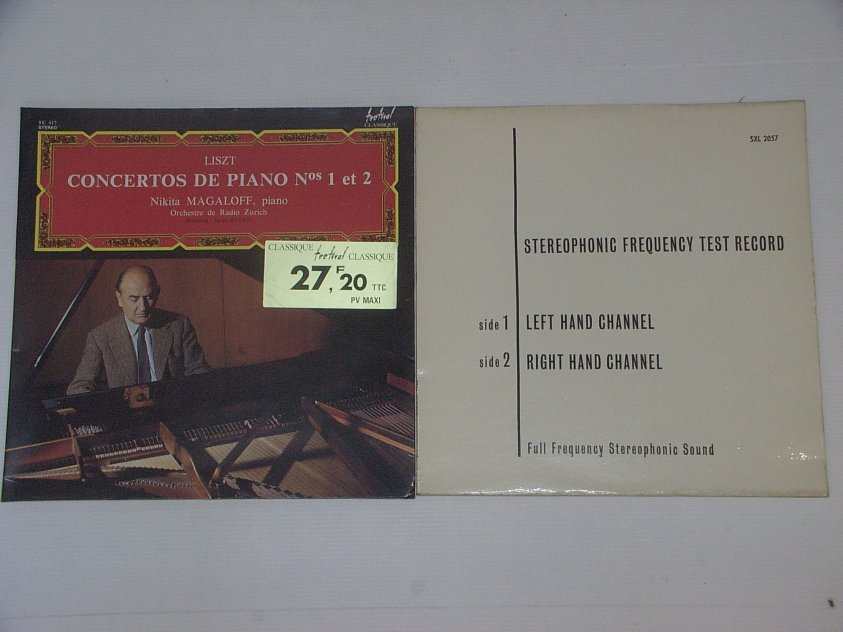 FC 417
STEREO
festival
CLASSIQUE
LISZT
CONCERTOS DE PIANO Nos 1 et 2
Nikita MAGALOFF, piano
Orchestre de Radio Zurich
CLASSIQUE festival CLASSIQUE
27,F20 TTC
PV MAXI
SXL 2057
STEREOPHONIC FREQUENCY TEST RECORD
side 1 LEFT HAND CHANNEL
side 2 RIGHT HAND CHANNEL
Full Frequency Stereophonic Sound